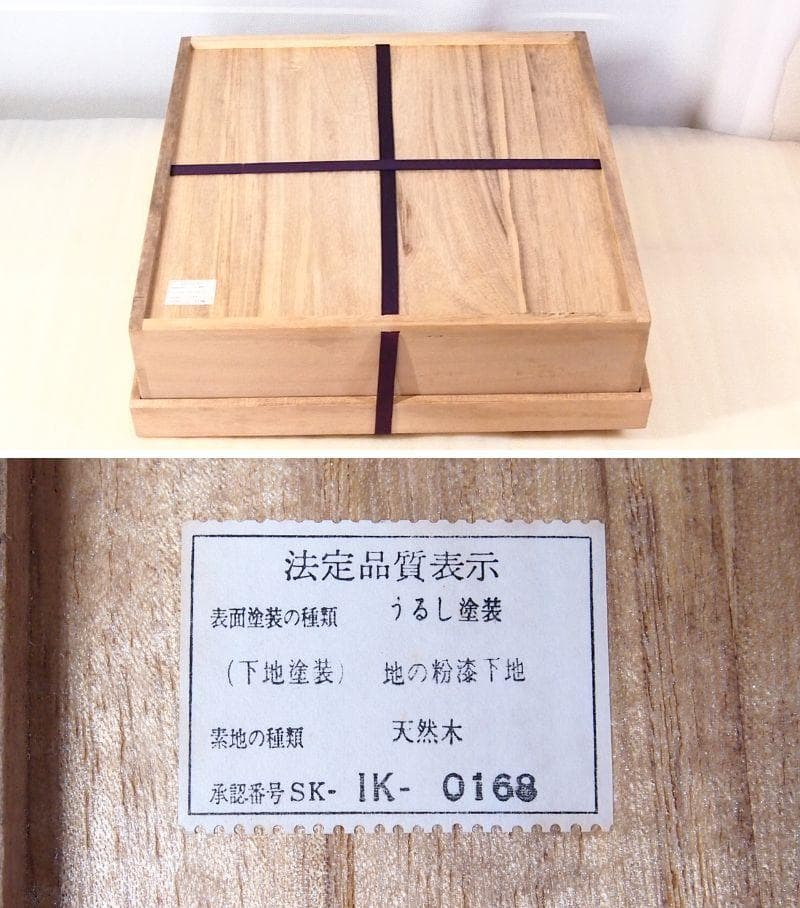 法定品質表示
表面塗装の種類 うるし塗装
(下地塗装) 地の粉漆下地
素地の種類 天然木
承認番号 SK- IK- 0168